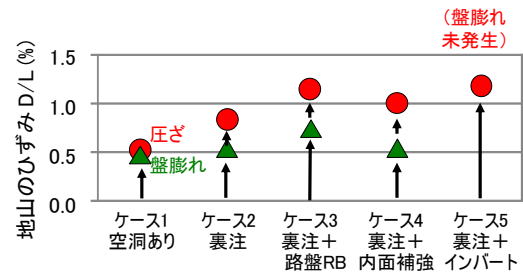 （盤膨れ
未発生）
地山のひずみ D/L (%)
1.5
1.0
0.5
0.0
圧ざ
盤膨れ
ケース1
空洞あり
ケース2
裏注
ケース3
裏注＋
路盤RB
ケース4
裏注＋
内面補強
ケース5
裏注＋
インバート